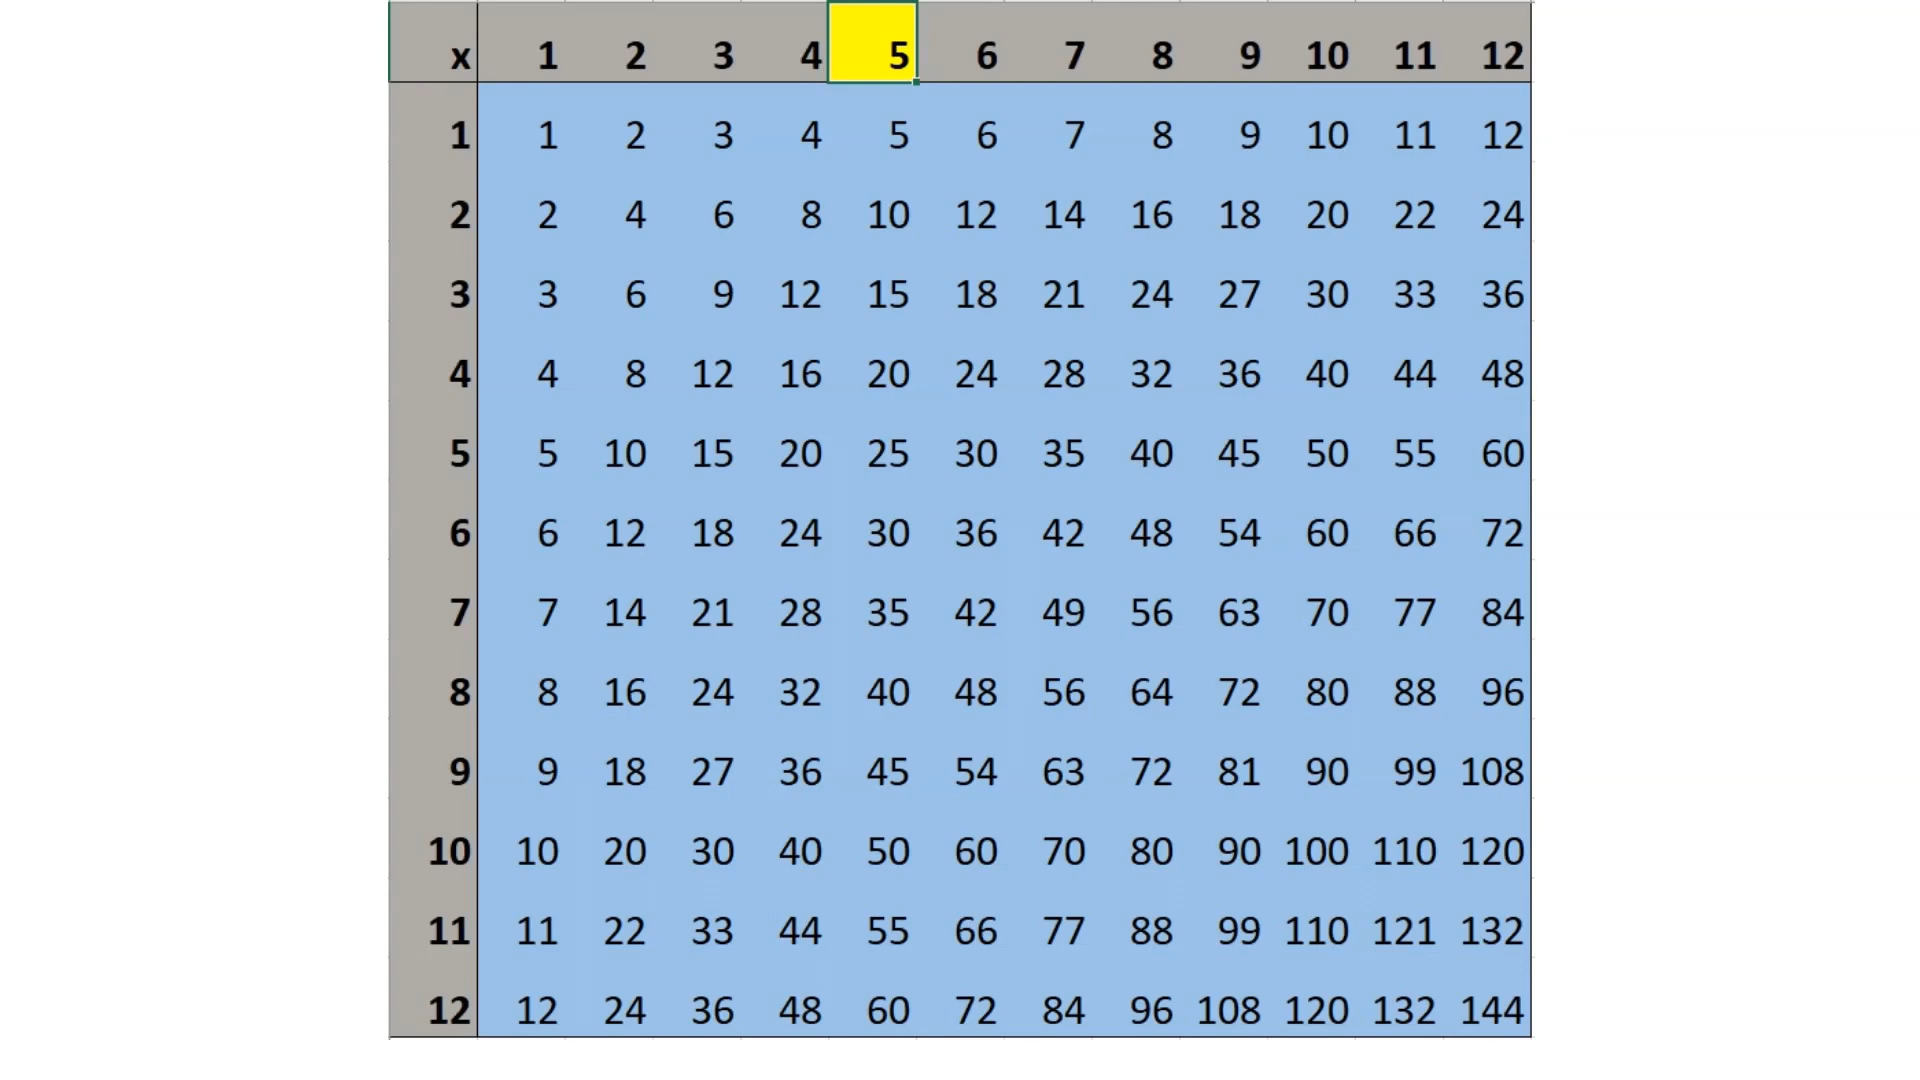 x 1 2 3 4 5 6 7 8 9 10 11 12
1 1 2 3 4 5 6 7 8 9 10 11 12
2 2 4 6 8 10 12 14 16 18 20 22 24
3 3 6 9 12 15 18 21 24 27 30 33 36
4 4 8 12 16 20 24 28 32 36 40 44 48
5 5 10 15 20 25 30 35 40 45 50 55 60
6 6 12 18 24 30 36 42 48 54 60 66 72
7 7 14 21 28 35 42 49 56 63 70 77 84
8 8 16 24 32 40 48 56 64 72 80 88 96
9 9 18 27 36 45 54 63 72 81 90 99 108
10 10 20 30 40 50 60 70 80 90 100 110 120
11 11 22 33 44 55 66 77 88 99 110 121 132
12 12 24 36 48 60 72 84 96 108 120 132 144